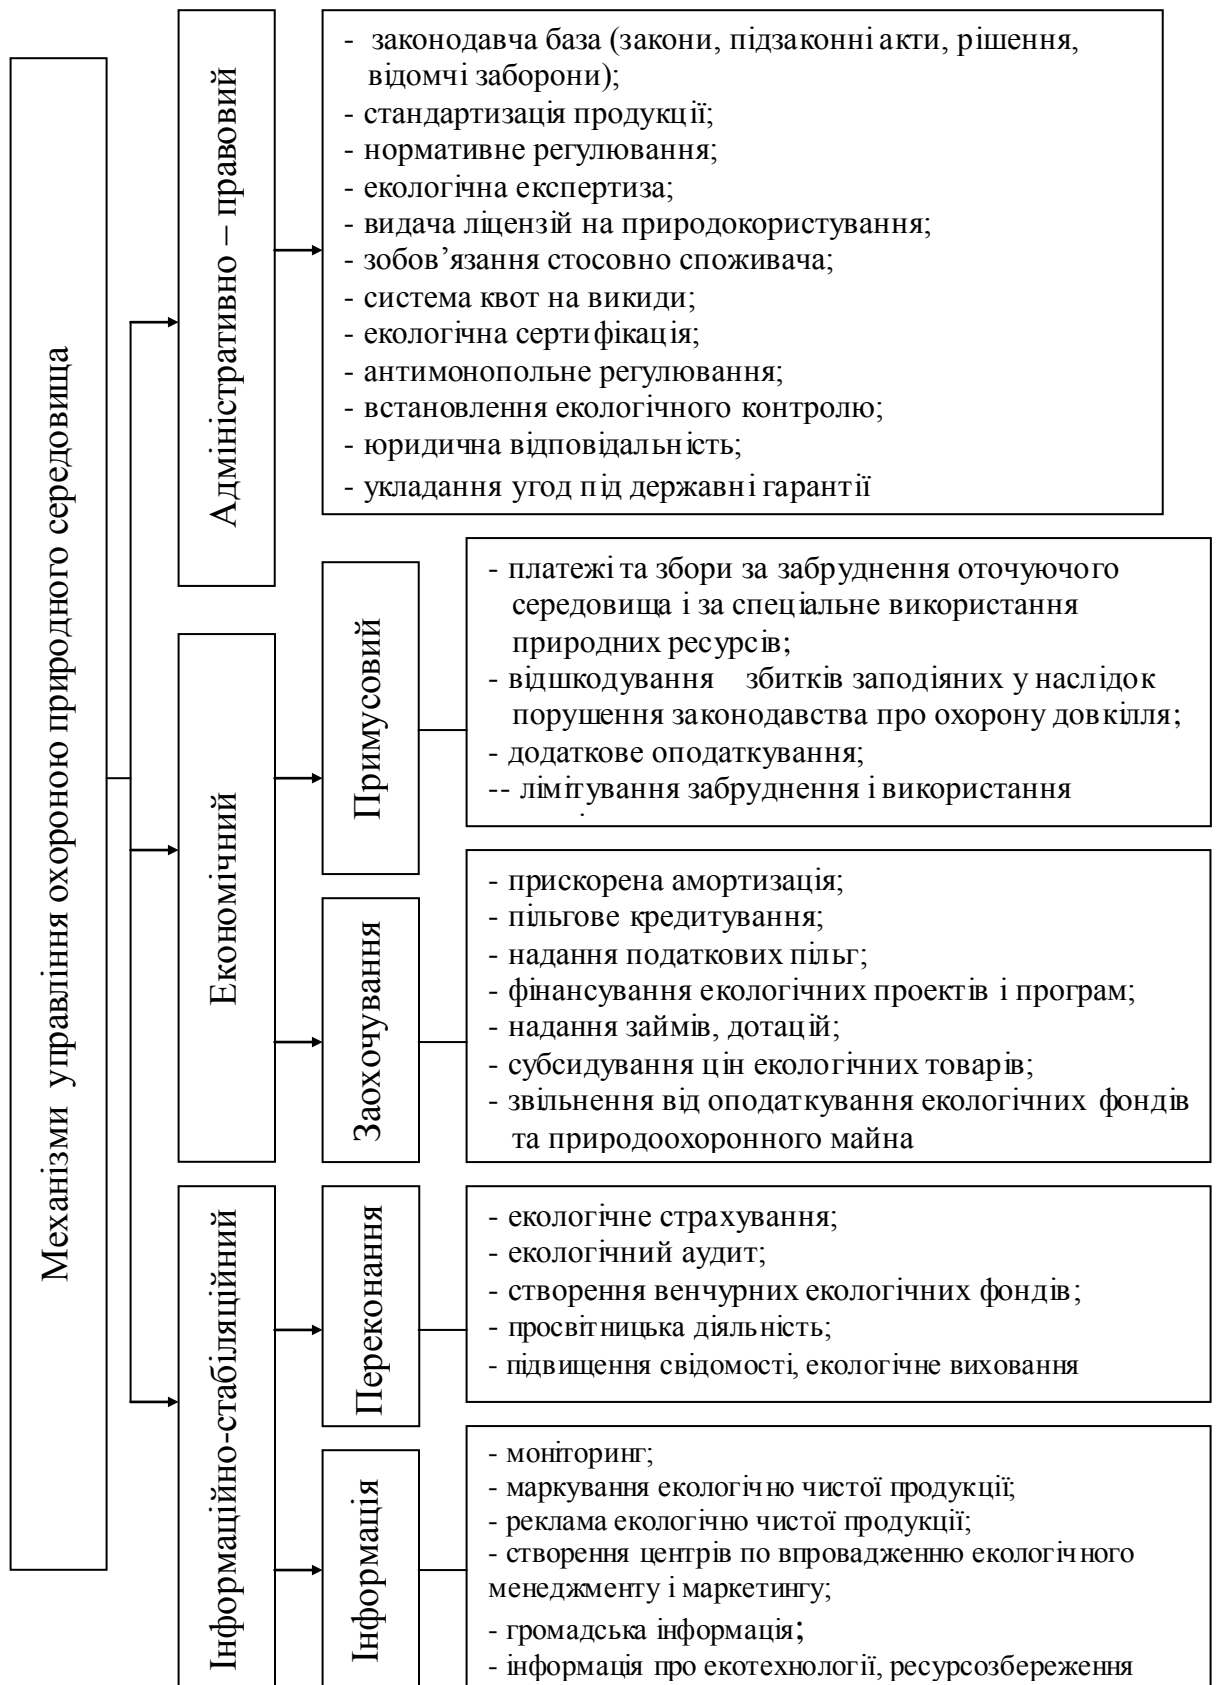 Механізми управління охороною природного середовища
Адміністративно – правовий
- законодавча база (закони, підзаконні акти, рішення,
відомчі заборони);
- стандартизація продукції;
- нормативне регулювання;
- екологічна експертиза;
- видача ліцензій на природокористування;
- зобов’язання стосовно споживача;
- система квот на викиди;
- екологічна сертифікація;
- антимонопольне регулювання;
- встановлення екологічного контролю;
- юридична відповідальність;
- укладання угод під державні гарантії
Економічний
Примусовий
- платежі та збори за забруднення оточуючого
середовища і за спеціальне використання
природних ресурсів;
- відшкодування збитків заподіяних у наслідок
порушення законодавства про охорону довкілля;
- додаткове оподаткування;
-- лімітування забруднення і використання
Заохочування
- прискорена амортизація;
- пільгове кредитування;
- надання податкових пільг;
- фінансування екологічних проектів і програм;
- надання займів, дотацій;
- субсидування цін екологічних товарів;
- звільнення від оподаткування екологічних фондів
та природоохоронного майна
Інформаційно-стабіляційний
Переконання
- екологічне страхування;
- екологічний аудит;
- створення венчурних екологічних фондів;
- просвітницька діяльність;
- підвищення свідомості, екологічне виховання
Інформація
- моніторинг;
- маркування екологічно чистої продукції;
- реклама екологічно чистої продукції;
- створення центрів по впровадженню екологічного
менеджменту і маркетингу;
- громадська інформація;
- інформація про екотехнології, ресурсозбереження